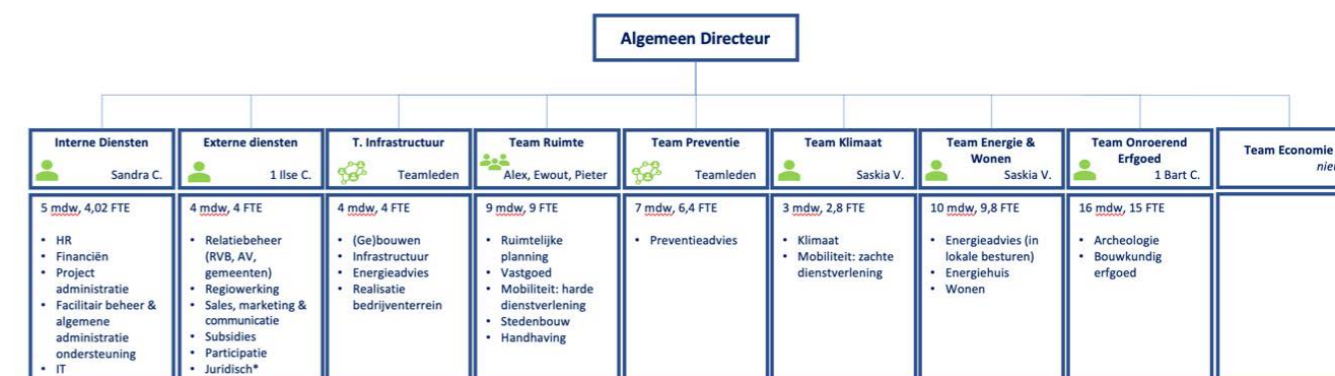 Algemeen Directeur
Interne Diensten
Sandra C.
5 mdw, 4,02 FTE
• HR
• Financiën
• Project
administratie
• Facilitair beheer &
algemene
administratie
ondersteuning
• IT
Externe diensten
1 Ilse C.
4 mdw, 4 FTE
• Relatiebeheer
(RVB, AV,
gemeenten)
• Regiowerking
• Sales, marketing &
communicatie
• Subsidies
• Participatie
• Juridisch*
T. Infrastructuur
Teamleden
4 mdw, 4 FTE
• (Ge)bouwen
• Infrastructuur
• Energieadvies
• Realisatie
bedrijventerrein
Team Ruimte
Alex, Ewout, Pieter
9 mdw, 9 FTE
• Ruimtelijke
planning
• Vastgoed
• Mobiliteit: harde
dienstverlening
• Stedenbouw
• Handhaving
Team Preventie
Teamleden
7 mdw, 6,4 FTE
• Preventieadvies
Team Klimaat
Saskia V.
3 mdw, 2,8 FTE
• Klimaat
• Mobiliteit: zachte
dienstverlening
Team Energie &
Wonen
Saskia V.
10 mdw, 9,8 FTE
• Energieadvies (in
lokale besturen)
• Energiehuis
• Wonen
Team Onroerend
Erfgoed
1 Bart C.
16 mdw, 15 FTE
• Archeologie
• Bouwkundig
erfgoed
Team Economie